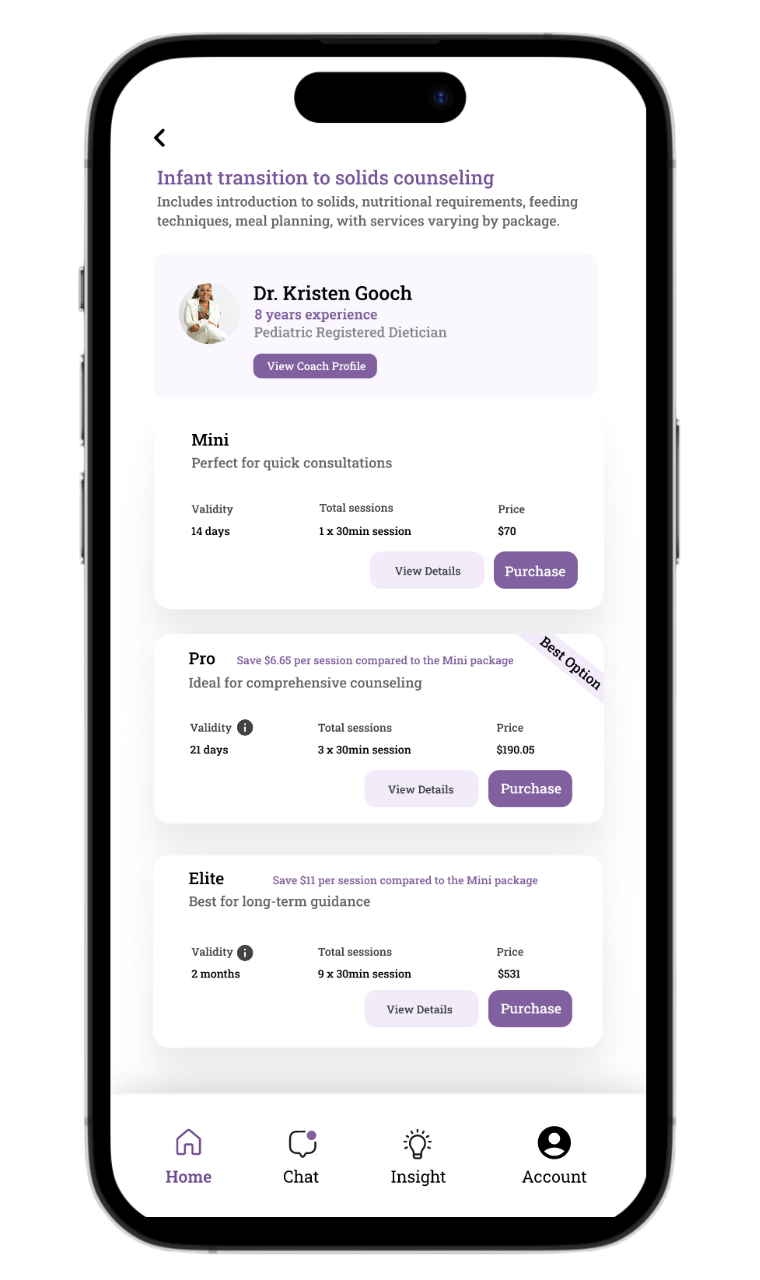 Infant transition to solids counseling
Includes introduction to solids, nutritional requirements, feeding
techniques, meal planning, with services varying by package.
Dr. Kristen Gooch
8 years experience
Pediatric Registered Dietician
View Coach Profile
Mini
Perfect for quick consultations
Validity Total sessions Price
14 days 1 x 30min session $70
View Details Purchase
Pro Save $6.65 per session compared to the Mini package Best Option
Ideal for comprehensive counseling
Validity i Total sessions Price
21 days 3 x 30min session $190.05
View Details Purchase
Elite Save $11 per session compared to the Mini package
Best for long-term guidance
Validity i Total sessions Price
2 months 9 x 30min session $531
View Details Purchase
Home Chat Insight Account